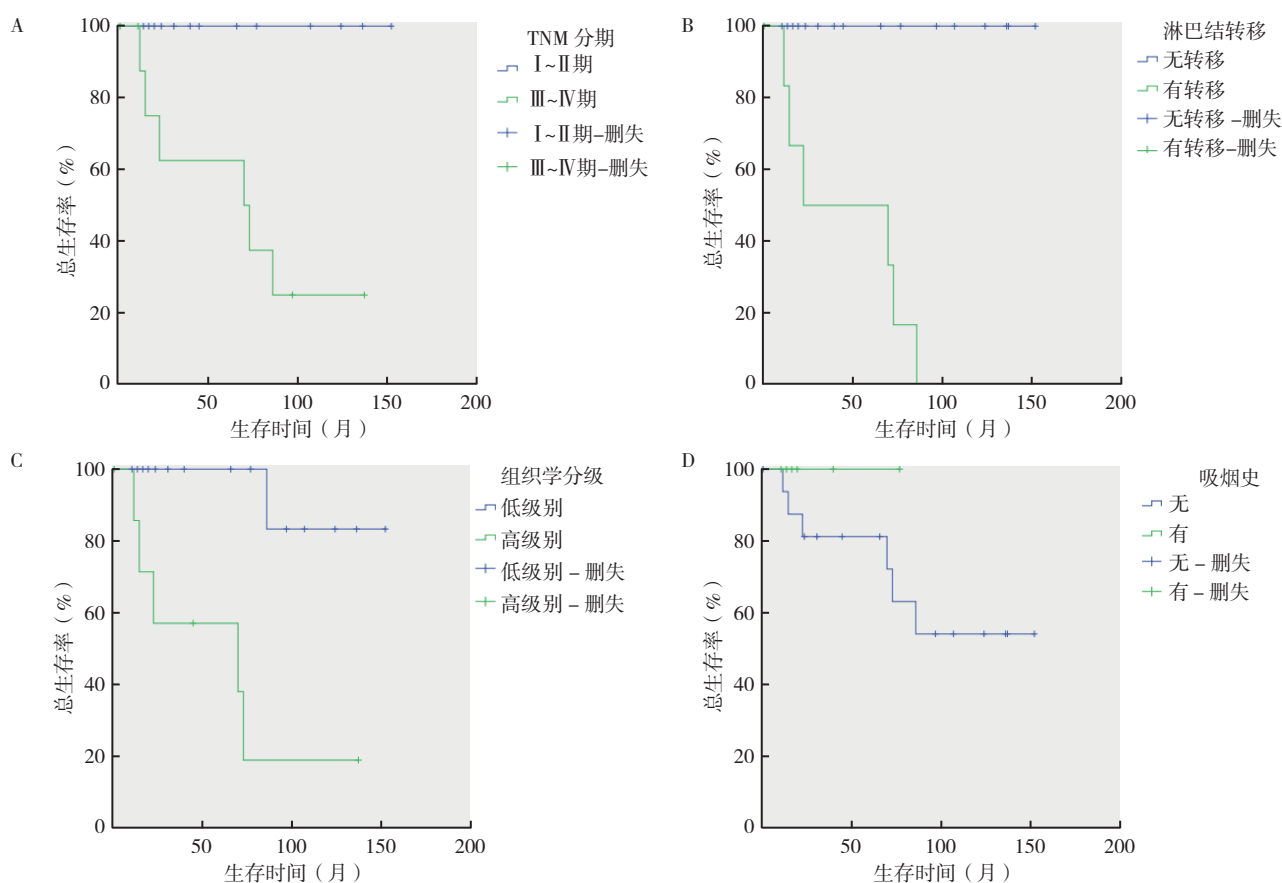 A
TNM 分期
Ⅰ~Ⅱ期
Ⅲ~Ⅳ期
Ⅰ~Ⅱ期–删失
Ⅲ~Ⅳ期–删失
总生存率（%）
100
80
60
40
20
0
50
100
150
200
生存时间（月）
B
淋巴结转移
无转移
有转移
无转移 –删失
有转移–删失
总生存率（%）
100
80
60
40
20
0
50
100
150
200
生存时间（月）
C
组织学分级
低级别
高级别
低级别 – 删失
高级别 – 删失
总生存率（%）
100
80
60
40
20
0
50
100
150
200
生存时间（月）
D
吸烟史
无
有
无 – 删失
有 – 删失
总生存率（%）
100
80
60
40
20
0
50
100
150
200
生存时间（月）